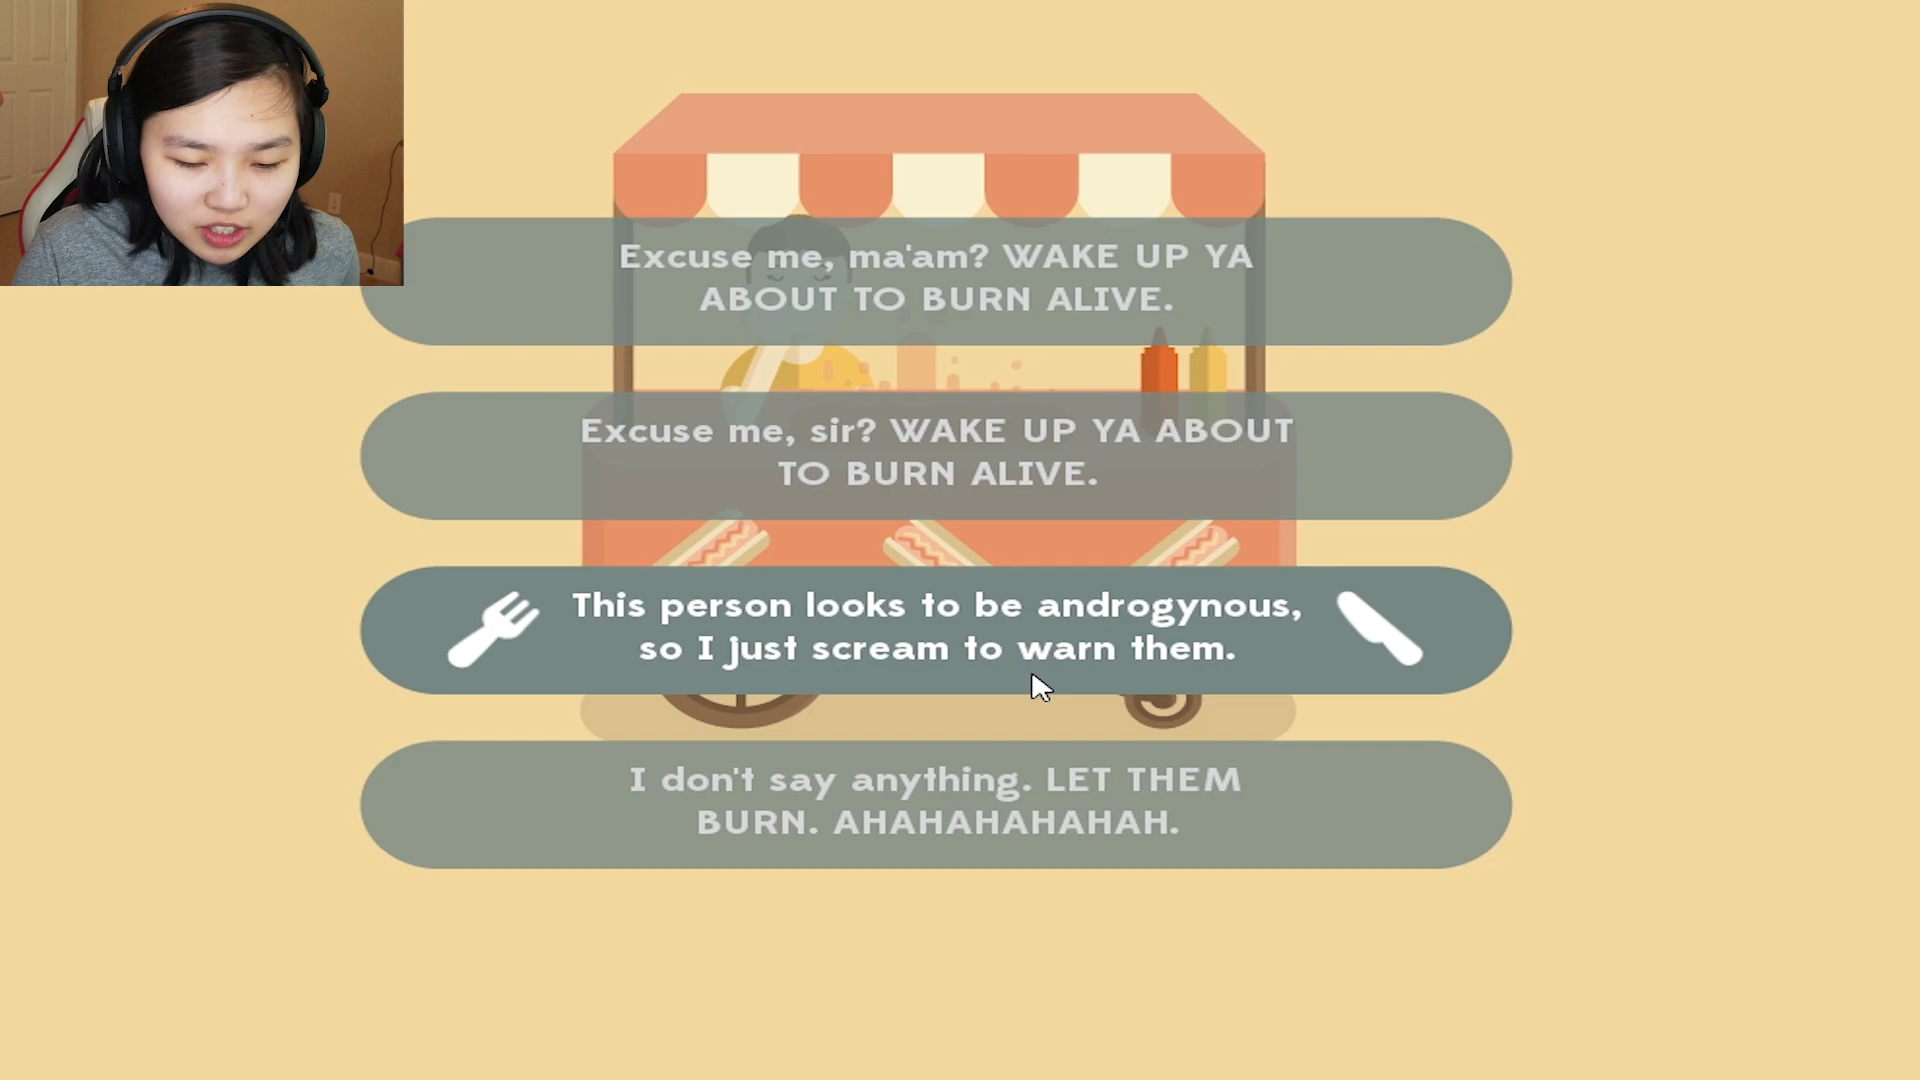 Excuse me, ma'am? WAKE UP YA
ABOUT TO BURN ALIVE.
Excuse me, sir? WAKE UP YA ABOUT
TO BURN ALIVE.
This person looks to be androgynous,
so I just scream to warn them.
I don't say anything. LET THEM
BURN. AHAHAHAHAHAH.